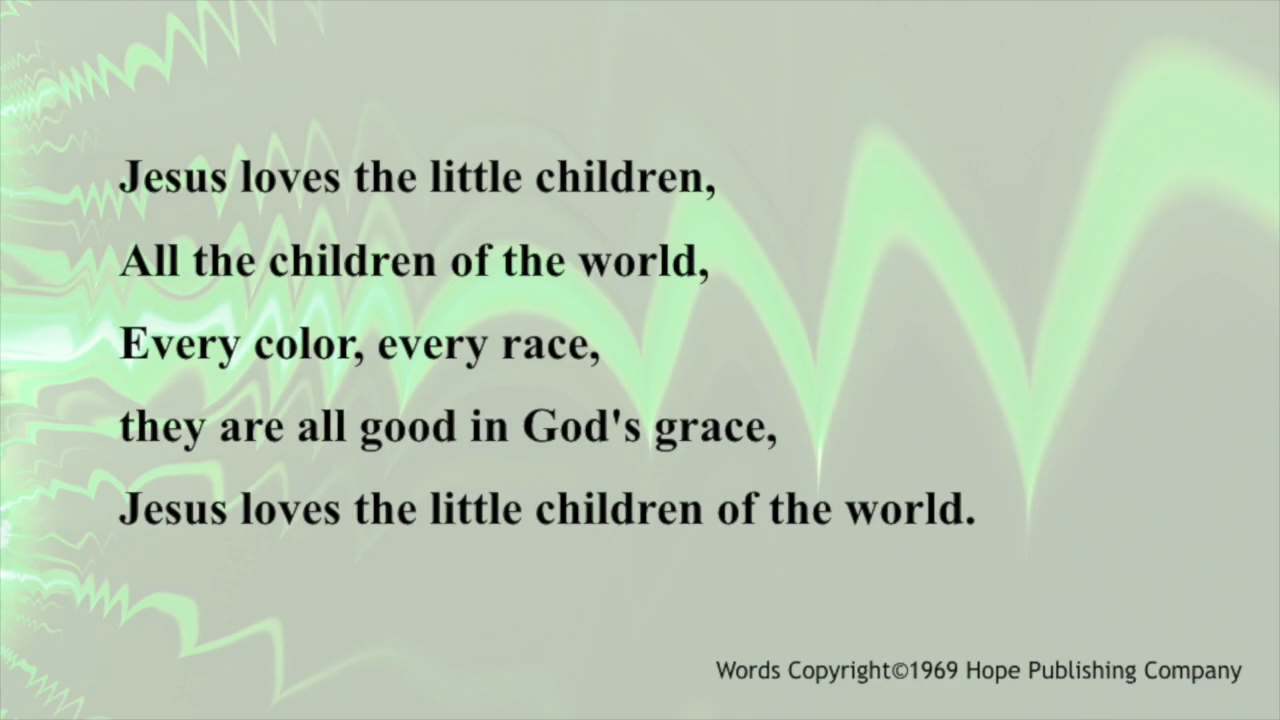 Jesus loves the little children,
All the children of the world,
Every color, every race,
they are all good in God's grace,
Jesus loves the little children of the world.
Words Copyright©1969 Hope Publishing Company